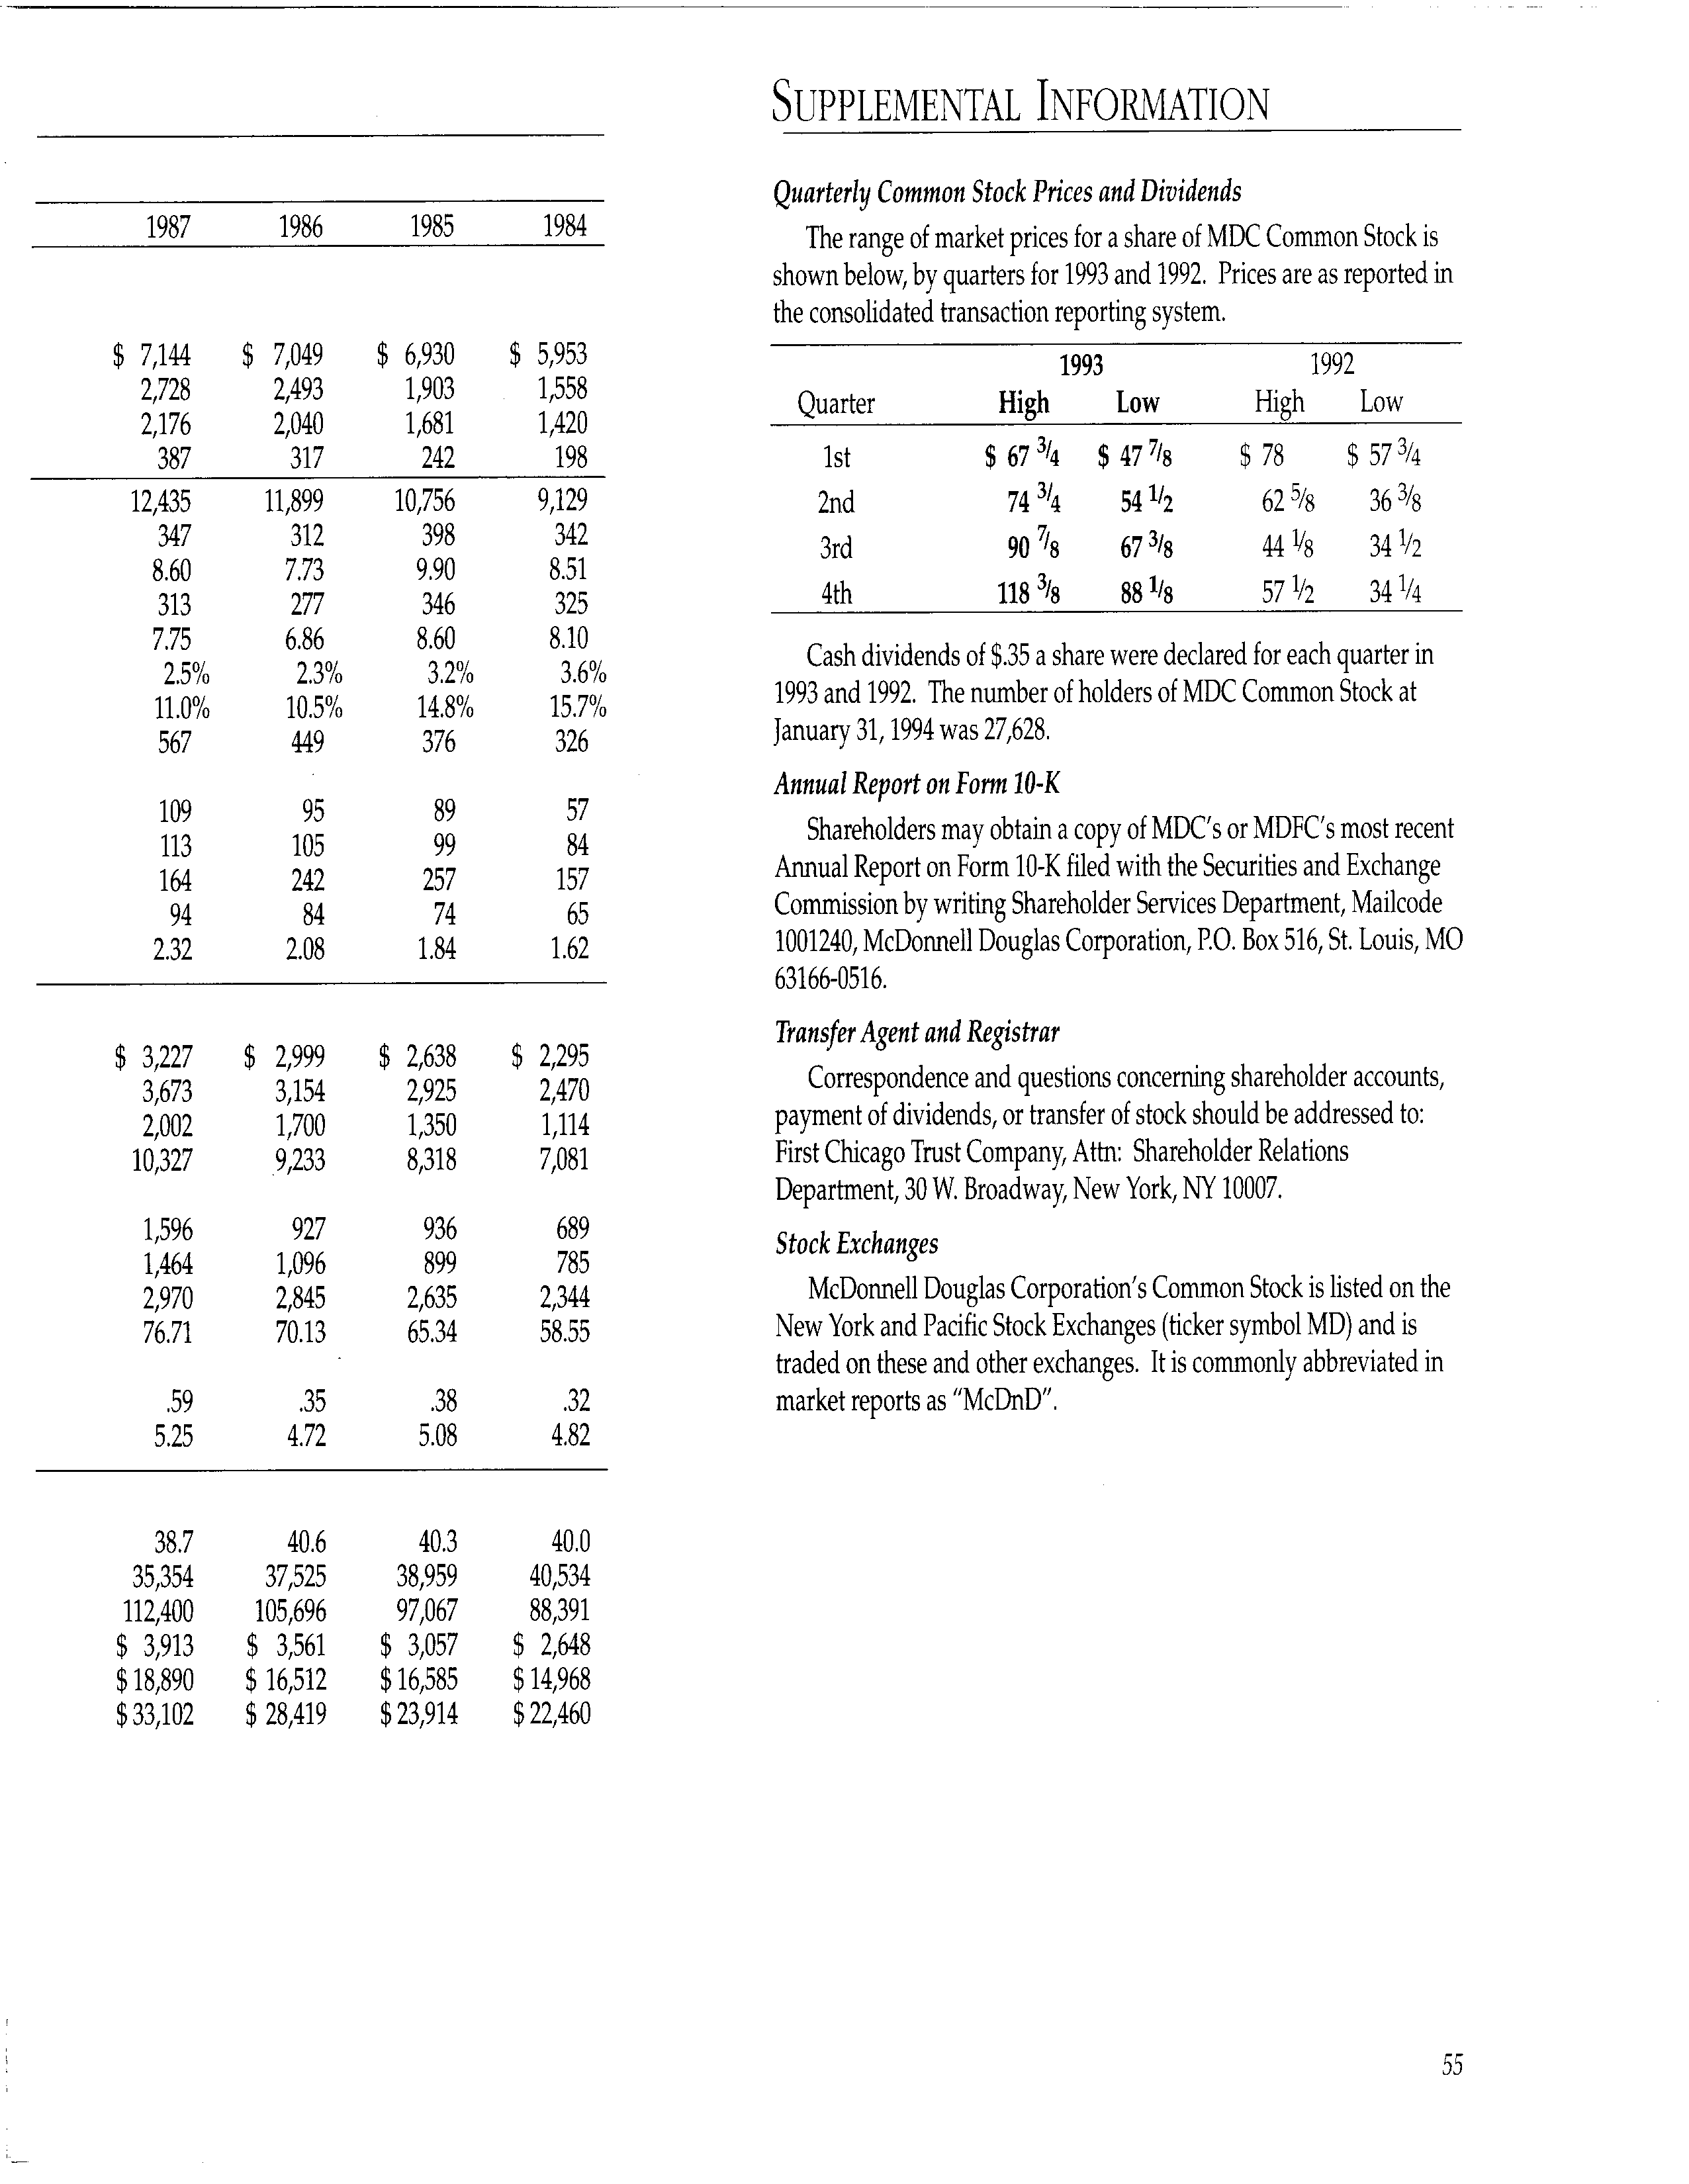 1987 1986 1985 1984
$ 7,144 $ 7,049 $ 6,930 $ 5,953
2,728 2,493 1,903 1,558
2,176 2,040 1,681 1,420
387 317 242 198
12,435 11,899 10,756 9,129
347 312 398 342
8.60 7.73 9.90 8.51
313 277 346 325
7.75 6.86 8.60 8.10
2.5% 2.3% 3.2% 3.6%
11.0% 10.5% 14.8% 15.7%
567 449 376 326
109 95 89 57
113 105 99 84
164 242 257 157
94 84 74 65
2.32 2.08 1.84 1.62
$ 3,227 $ 2,999 $ 2,638 $ 2,295
3,673 3,154 2,925 2,470
2,002 1,700 1,350 1,114
10,327 9,233 8,318 7,081
1,596 927 936 689
1,464 1,096 899 785
2,970 2,845 2,635 2,344
76.71 70.13 65.34 58.55
.59 .35 .38 .32
5.25 4.72 5.08 4.82
38.7 40.6 40.3 40.0
35,354 37,525 38,959 40,534
112,400 105,696 97,067 88,391
$ 3,913 $ 3,561 $ 3,057 $ 2,648
$ 18,890 $ 16,512 $ 16,585 $ 14,968
$ 33,102 $ 28,419 $ 23,914 $ 22,460
SUPPLEMENTAL INFORMATION
Quarterly Common Stock Prices and Dividends
The range of market prices for a share of MDC Common Stock is
shown below, by quarters for 1993 and 1992. Prices are as reported in
the consolidated transaction reporting system.
1993 1992
Quarter High Low High Low
1st $ 67 3/4 $ 47 7/8 $ 78 $ 57 3/4
2nd 74 3/4 54 1/2 62 5/8 36 3/8
3rd 90 7/8 67 3/8 44 1/8 34 1/2
4th 118 3/8 88 1/8 57 1/2 34 1/4
Cash dividends of $.35 a share were declared for each quarter in
1993 and 1992. The number of holders of MDC Common Stock at
January 31, 1994 was 27,628.
Annual Report on Form 10-K
Shareholders may obtain a copy of MDC's or MDFC's most recent
Annual Report on Form 10-K filed with the Securities and Exchange
Commission by writing Shareholder Services Department, Mailcode
1001240, McDonnell Douglas Corporation, P.O. Box 516, St. Louis, MO
63166-0516.
Transfer Agent and Registrar
Correspondence and questions concerning shareholder accounts,
payment of dividends, or transfer of stock should be addressed to:
First Chicago Trust Company, Attn: Shareholder Relations
Department, 30 W. Broadway, New York, NY 10007.
Stock Exchanges
McDonnell Douglas Corporation's Common Stock is listed on the
New York and Pacific Stock Exchanges (ticker symbol MD) and is
traded on these and other exchanges. It is commonly abbreviated in
market reports as "McDnD".
55